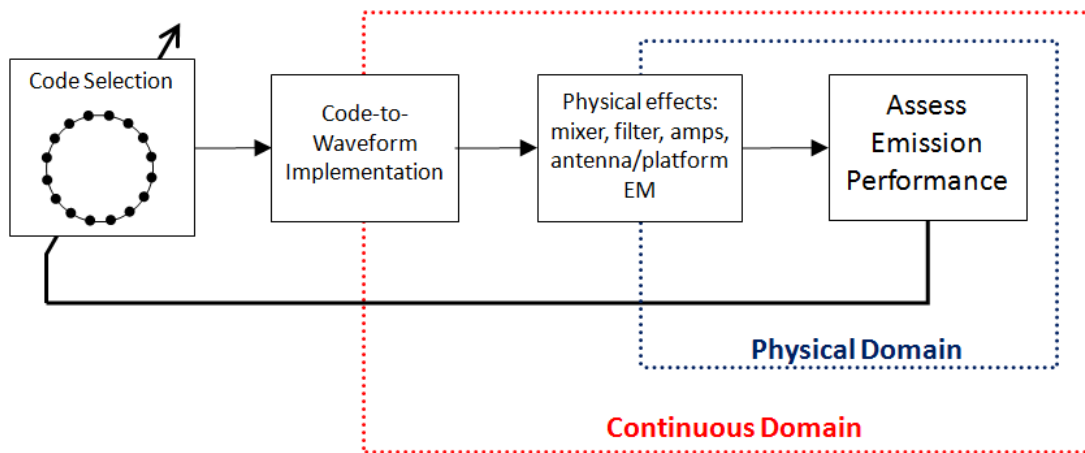 Code Selection
Code-to-
Waveform
Implementation
Physical effects:
mixer, filter, amps,
antenna/platform
EM
Assess
Emission
Performance
Physical Domain
Continuous Domain